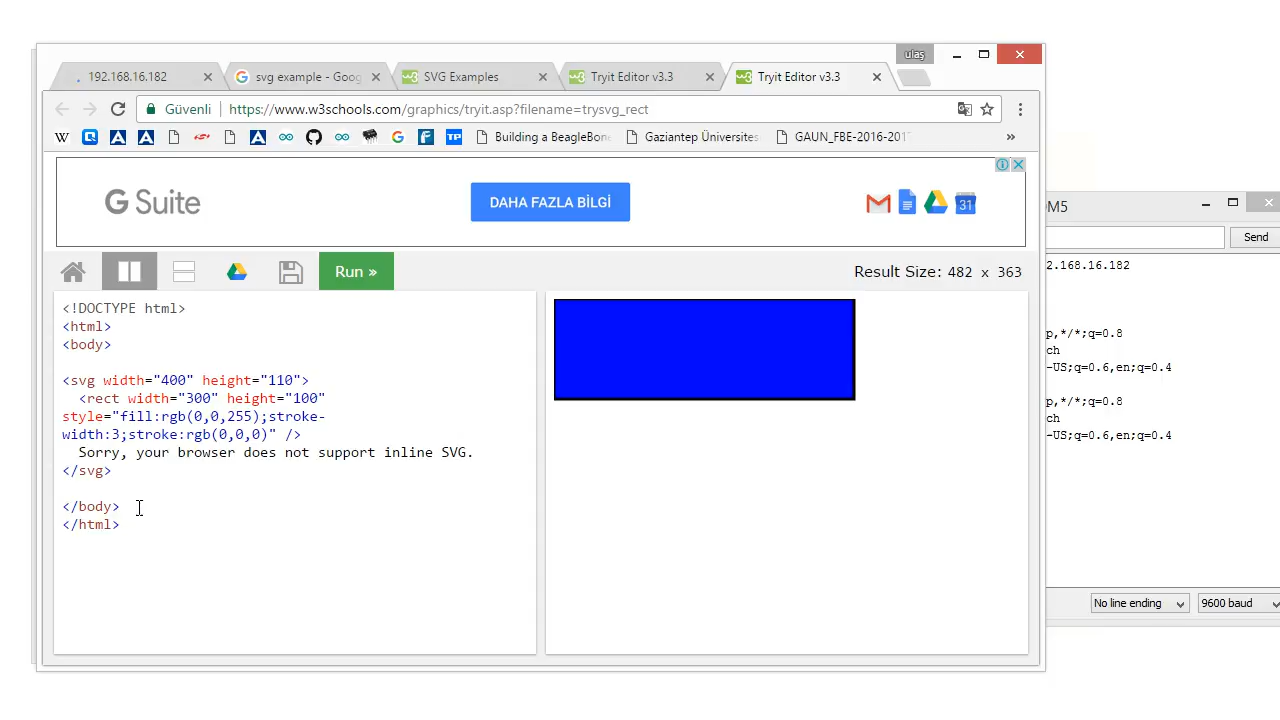 ulaş
192.168.16.182
svg example - Goog
SVG Examples
Tryit Editor v3.3
Tryit Editor v3.3
Güvenli
https://www.w3schools.com/graphics/tryit.asp?filename=trysvg_rect
Building a BeagleBone
Gaziantep Üniversites
GAUN_FBE-2016-2017
G Suite
DAHA FAZLA BİLGİ
31
Run »
Result Size: 482 x 363
<!DOCTYPE html>
<html>
<body>
<svg width="400" height="110">
<rect width="300" height="100"
style="fill:rgb(0,0,255);stroke-
width:3;stroke:rgb(0,0,0)" />
Sorry, your browser does not support inline SVG.
</svg>
</body>
</html>
M5
Send
2.168.16.182
p,*/*;q=0.8
ch
-US;q=0.6,en;q=0.4
p,*/*;q=0.8
ch
-US;q=0.6,en;q=0.4
No line ending
9600 baud